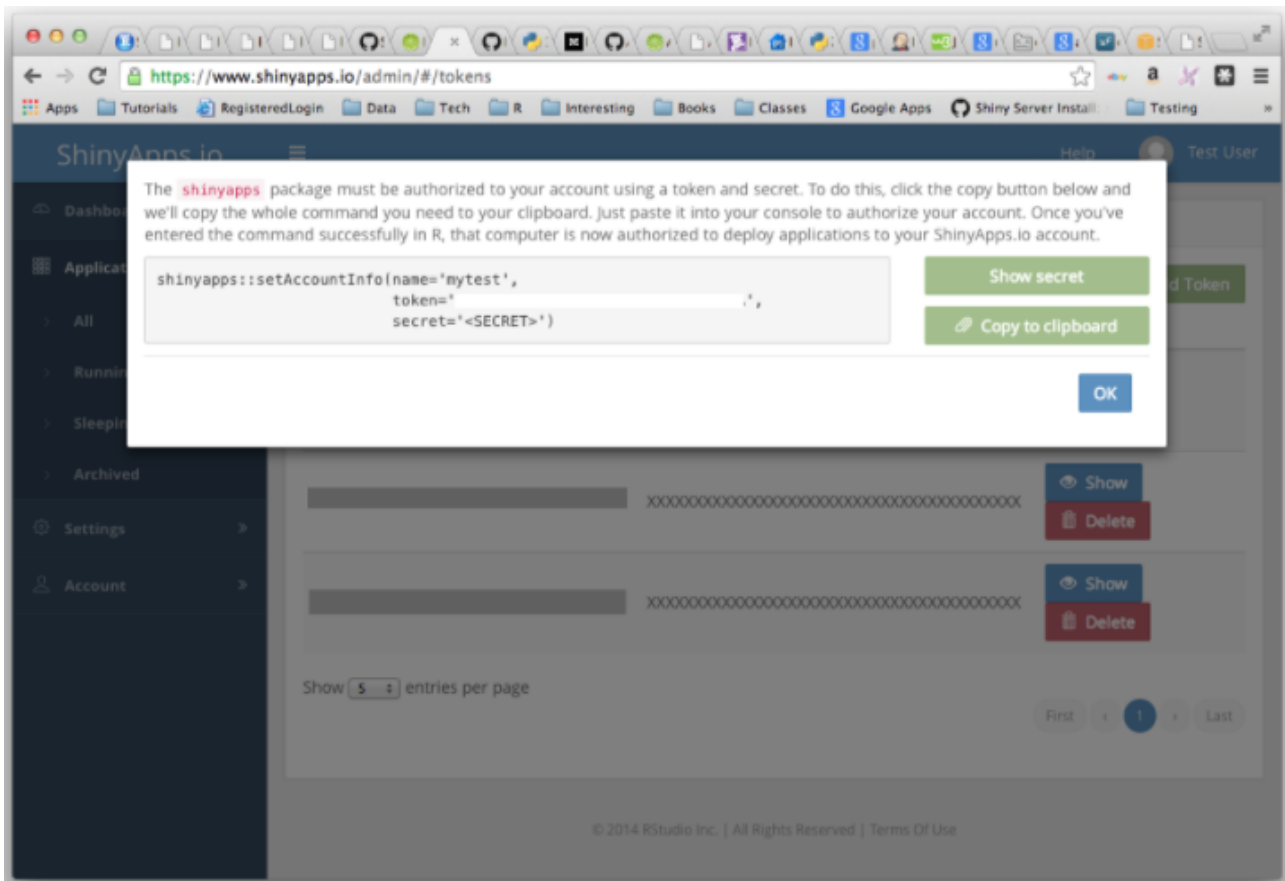 https://www.shinyapps.io/admin/#/tokens
Apps Tutorials RegisteredLogin Data Tech R Interesting Books Classes Google Apps Shiny Server Install: Testing »
ShinyApps.io Help Test User
The shinyapps package must be authorized to your account using a token and secret. To do this, click the copy button below and
we'll copy the whole command you need to your clipboard. Just paste it into your console to authorize your account. Once you've
entered the command successfully in R, that computer is now authorized to deploy applications to your ShinyApps.io account.
shinyapps::setAccountInfo(name='mytest',
token=' ',
secret='<SECRET>')
Show secret
Copy to clipboard
OK
Dashboa
Applicat
All
Runnin
Sleepin
Archived
Settings »
Account »
d Token
XXXXXXXXXXXXXXXXXXXXXXXXXXXXXXXXXXXXXXXX
Show
Delete
XXXXXXXXXXXXXXXXXXXXXXXXXXXXXXXXXXXXXXXX
Show
Delete
Show 5 entries per page
First ‹ 1 › Last
© 2014 RStudio Inc. | All Rights Reserved | Terms Of Use